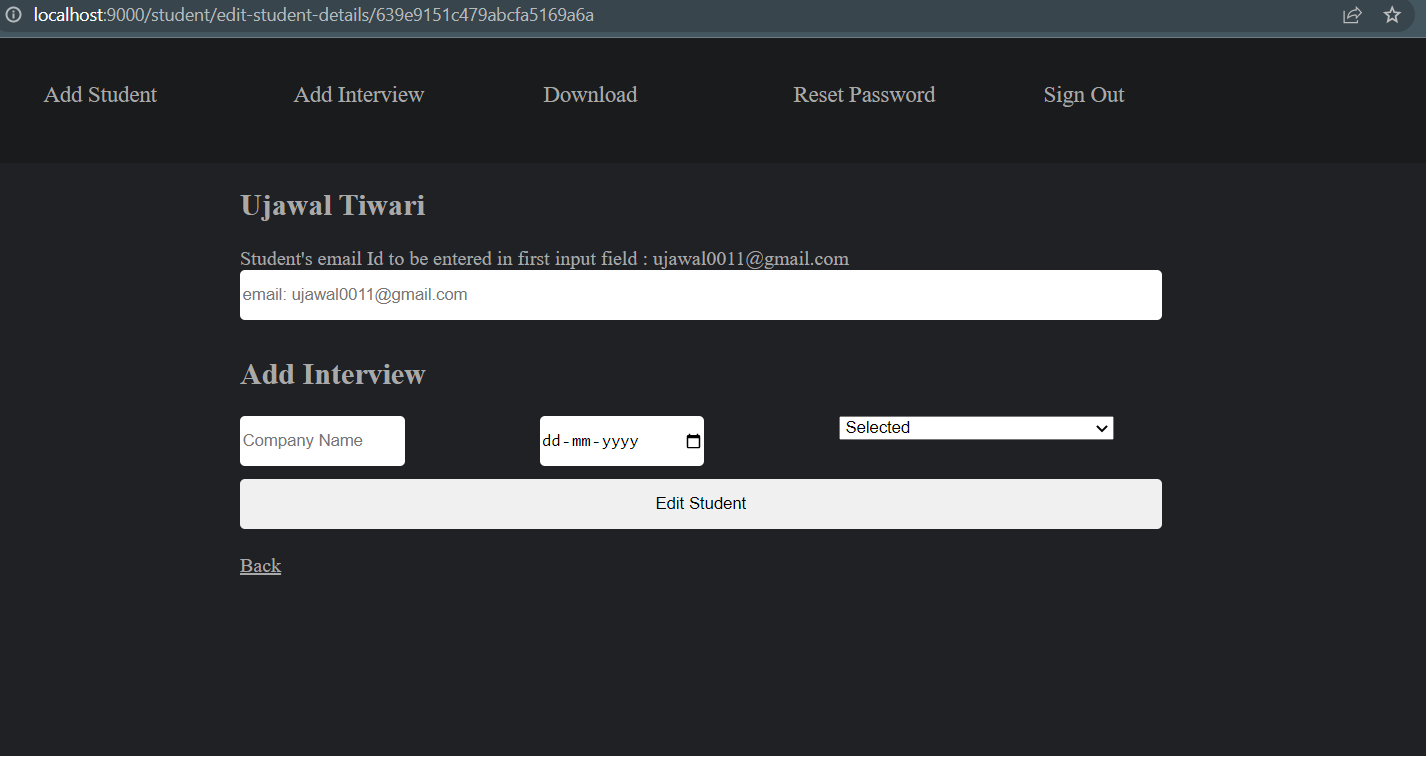 localhost:9000/student/edit-student-details/639e9151c479abcfa5169a6a
Add Student Add Interview Download Reset Password Sign Out
Ujawal Tiwari
Student's email Id to be entered in first input field : ujawal0011@gmail.com
email: ujawal0011@gmail.com
Add Interview
Company Name dd-mm-yyyy Selected
Edit Student
Back